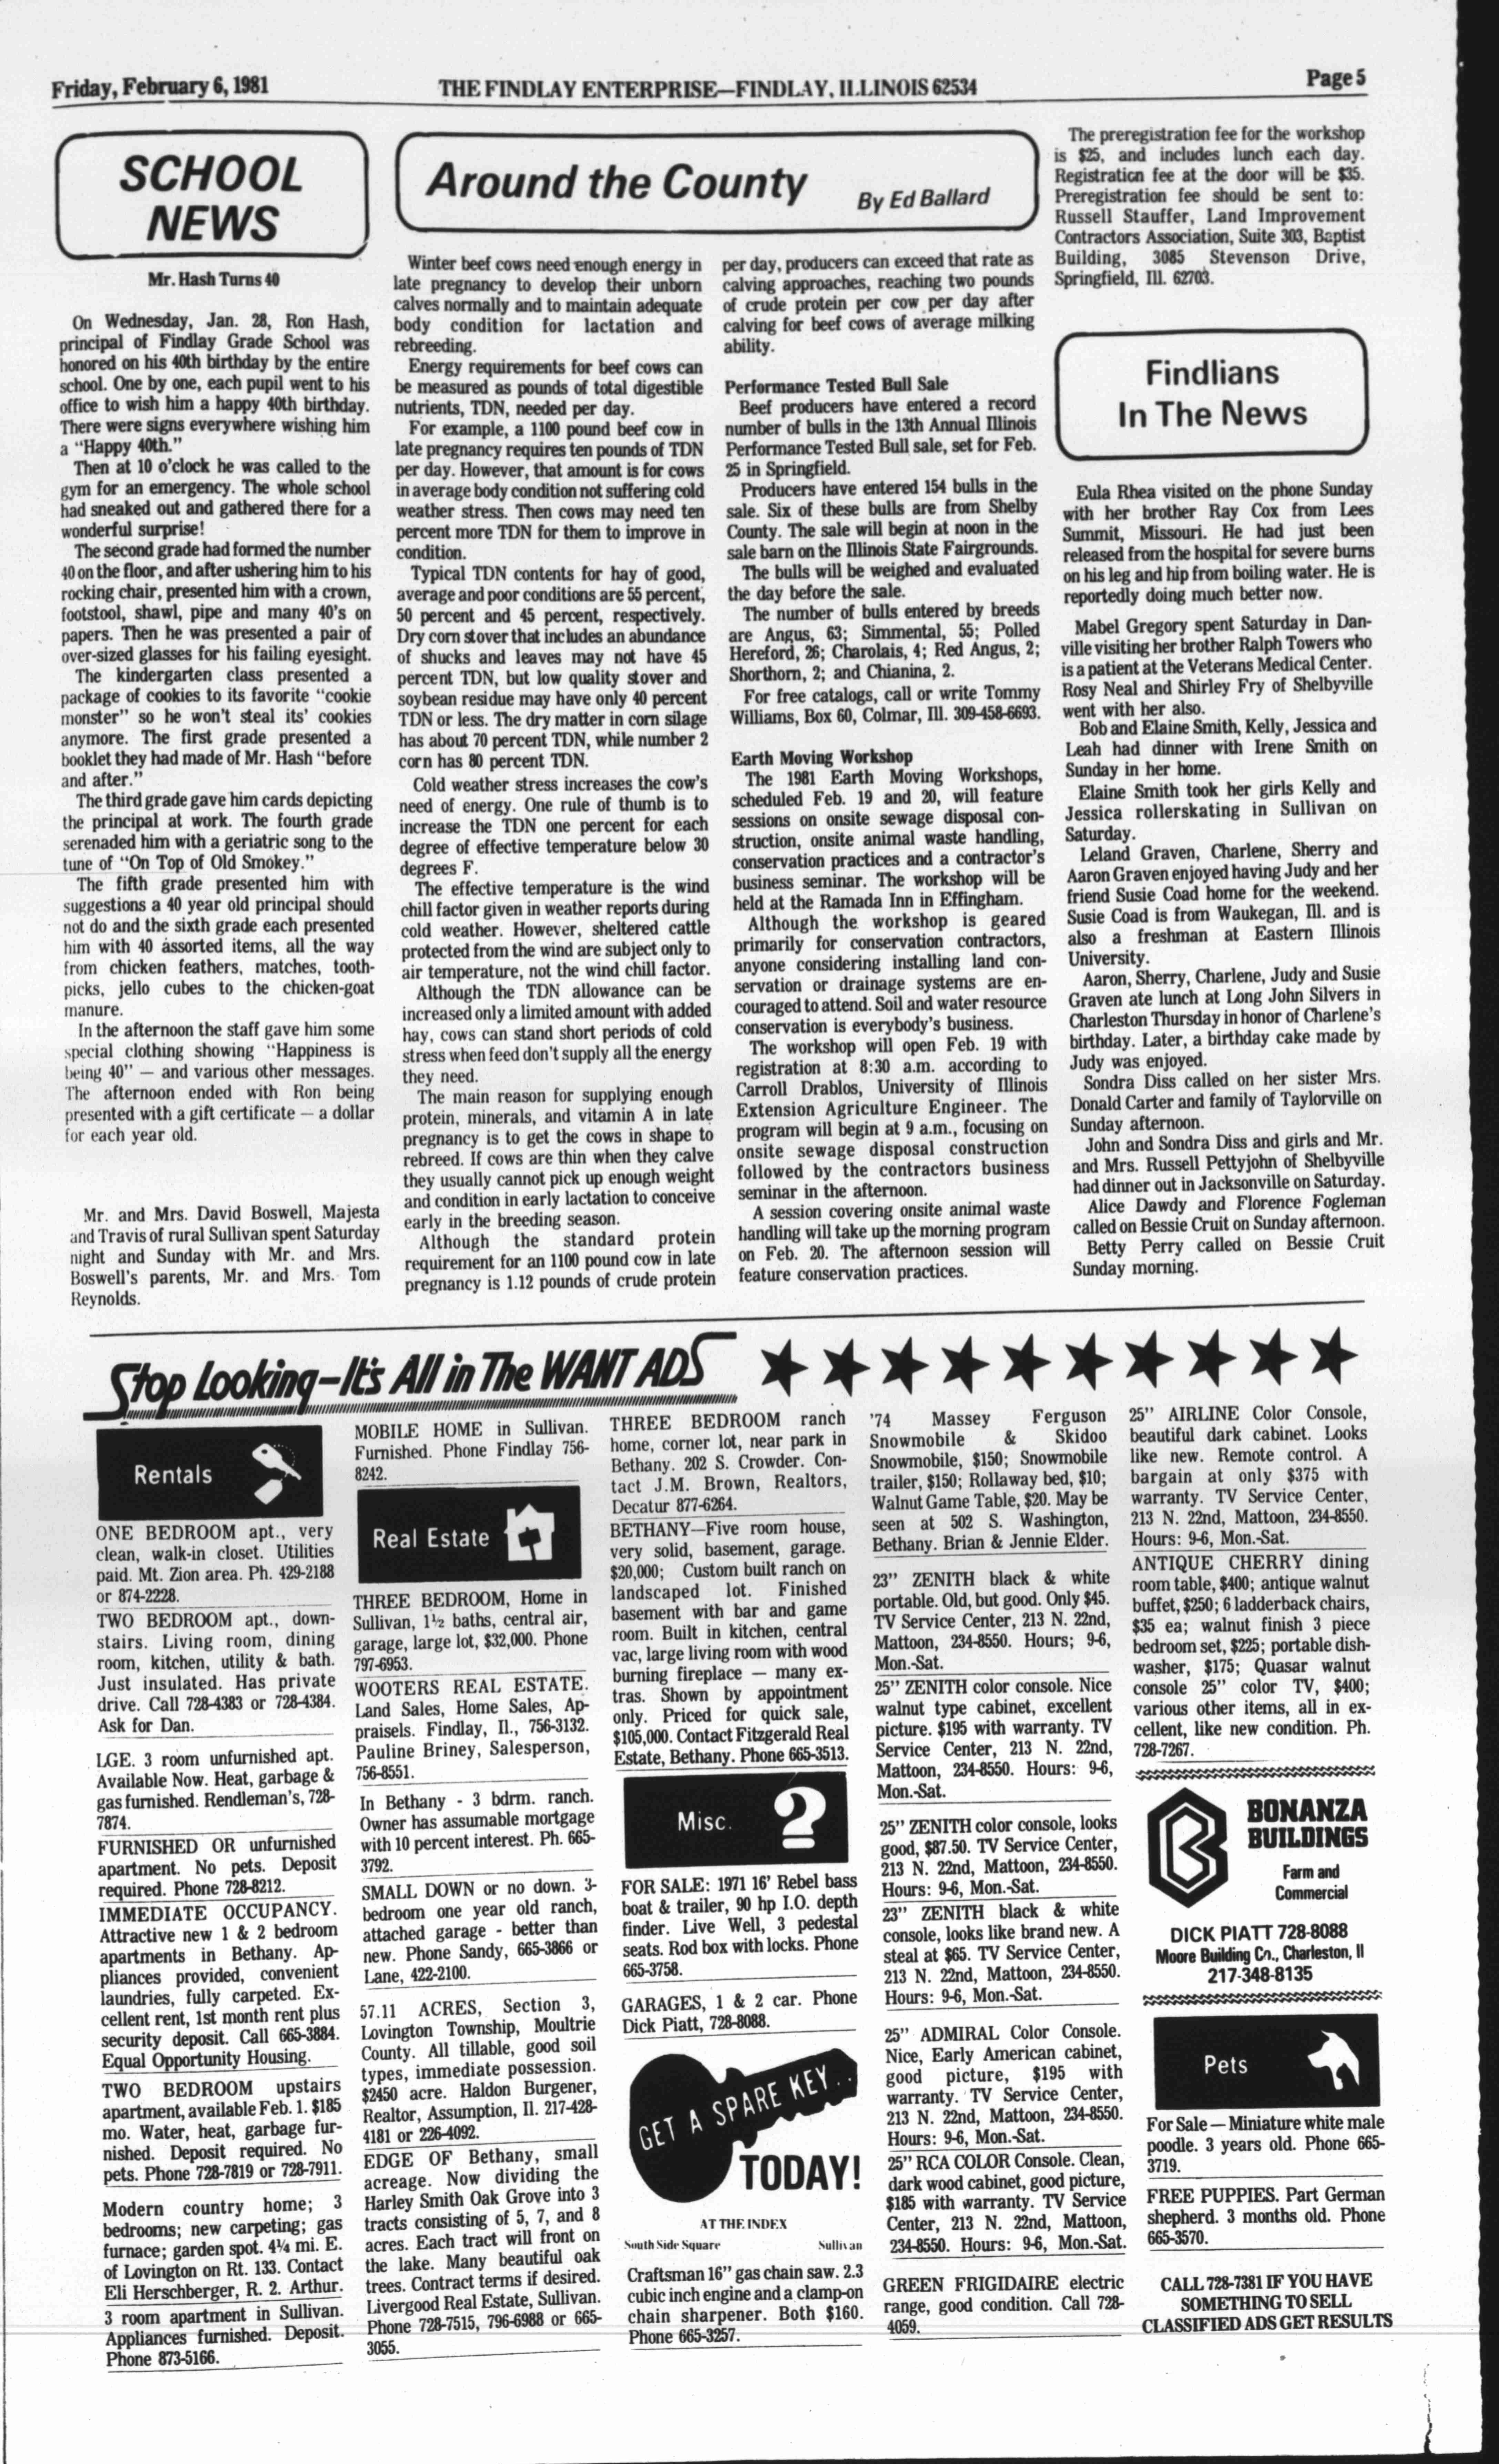 Friday, February 6, 1981
THE FINDLAY ENTERPRISE—FINDLAY, ILLINOIS 62534
Page 5
SCHOOL
NEWS
Mr. Hash Turns 40
On Wednesday, Jan. 28, Ron Hash,
principal of Findlay Grade School was
honored on his 40th birthday by the entire
school. One by one, each pupil went to his
office to wish him a happy 40th birthday.
There were signs everywhere wishing him
a "Happy 40th."
Then at 10 o'clock he was called to the
gym for an emergency. The whole school
had sneaked out and gathered there for a
wonderful surprise!
The second grade had formed the number
40 on the floor, and after ushering him to his
rocking chair, presented him with a crown,
footstool, shawl, pipe and many 40's on
papers. Then he was presented a pair of
over-sized glasses for his failing eyesight.
The kindergarten class presented a
package of cookies to its favorite "cookie
monster" so he won't steal its' cookies
anymore. The first grade presented a
booklet they had made of Mr. Hash "before
and after."
The third grade gave him cards depicting
the principal at work. The fourth grade
serenaded him with a geriatric song to the
tune of "On Top of Old Smokey."
The fifth grade presented him with
suggestions a 40 year old principal should
not do and the sixth grade each presented
him with 40 assorted items, all the way
from chicken feathers, matches, tooth-
picks, jello cubes to the chicken-goat
manure.
In the afternoon the staff gave him some
special clothing showing "Happiness is
being 40" — and various other messages.
The afternoon ended with Ron being
presented with a gift certificate — a dollar
for each year old.
Mr. and Mrs. David Boswell, Majesta
and Travis of rural Sullivan spent Saturday
night and Sunday with Mr. and Mrs.
Boswell's parents, Mr. and Mrs. Tom
Reynolds.
Around the County
By Ed Ballard
Winter beef cows need enough energy in
late pregnancy to develop their unborn
calves normally and to maintain adequate
body condition for lactation and
rebreeding.
Energy requirements for beef cows can
be measured as pounds of total digestible
nutrients, TDN, needed per day.
For example, a 1100 pound beef cow in
late pregnancy requires ten pounds of TDN
per day. However, that amount is for cows
in average body condition not suffering cold
weather stress. Then cows may need ten
percent more TDN for them to improve in
condition.
Typical TDN contents for hay of good,
average and poor conditions are 55 percent,
50 percent and 45 percent, respectively.
Dry corn stover that includes an abundance
of shucks and leaves may not have 45
percent TDN, but low quality stover and
soybean residue may have only 40 percent
TDN or less. The dry matter in corn silage
has about 70 percent TDN, while number 2
corn has 80 percent TDN.
Cold weather stress increases the cow's
need of energy. One rule of thumb is to
increase the TDN one percent for each
degree of effective temperature below 30
degrees F.
The effective temperature is the wind
chill factor given in weather reports during
cold weather. However, sheltered cattle
protected from the wind are subject only to
air temperature, not the wind chill factor.
Although the TDN allowance can be
increased only a limited amount with added
hay, cows can stand short periods of cold
stress when feed don't supply all the energy
they need.
The main reason for supplying enough
protein, minerals, and vitamin A in late
pregnancy is to get the cows in shape to
rebreed. If cows are thin when they calve
they usually cannot pick up enough weight
and condition in early lactation to conceive
early in the breeding season.
Although the standard protein
requirement for an 1100 pound cow in late
pregnancy is 1.12 pounds of crude protein
per day, producers can exceed that rate as
calving approaches, reaching two pounds
of crude protein per cow per day after
calving for beef cows of average milking
ability.
Performance Tested Bull Sale
Beef producers have entered a record
number of bulls in the 13th Annual Illinois
Performance Tested Bull sale, set for Feb.
25 in Springfield.
Producers have entered 154 bulls in the
sale. Six of these bulls are from Shelby
County. The sale will begin at noon in the
sale barn on the Illinois State Fairgrounds.
The bulls will be weighed and evaluated
the day before the sale.
The number of bulls entered by breeds
are Angus, 63; Simmental, 55; Polled
Hereford, 26; Charolais, 4; Red Angus, 2;
Shorthorn, 2; and Chianina, 2.
For free catalogs, call or write Tommy
Williams, Box 60, Colmar, Ill. 309-458-6693.
Earth Moving Workshop
The 1981 Earth Moving Workshops,
scheduled Feb. 19 and 20, will feature
sessions on onsite sewage disposal con-
struction, onsite animal waste handling,
conservation practices and a contractor's
business seminar. The workshop will be
held at the Ramada Inn in Effingham.
Although the workshop is geared
primarily for conservation contractors,
anyone considering installing land con-
servation or drainage systems are en-
couraged to attend. Soil and water resource
conservation is everybody's business.
The workshop will open Feb. 19 with
registration at 8:30 a.m. according to
Carroll Drablos, University of Illinois
Extension Agriculture Engineer. The
program will begin at 9 a.m., focusing on
onsite sewage disposal construction
followed by the contractors business
seminar in the afternoon.
A session covering onsite animal waste
handling will take up the morning program
on Feb. 20. The afternoon session will
feature conservation practices.
The preregistration fee for the workshop
is $25, and includes lunch each day.
Registration fee at the door will be $35.
Preregistration fee should be sent to:
Russell Stauffer, Land Improvement
Contractors Association, Suite 303, Baptist
Building, 3085 Stevenson Drive,
Springfield, Ill. 62703.
Findlians
In The News
Eula Rhea visited on the phone Sunday
with her brother Ray Cox from Lees
Summit, Missouri. He had just been
released from the hospital for severe burns
on his leg and hip from boiling water. He is
reportedly doing much better now.
Mabel Gregory spent Saturday in Dan-
ville visiting her brother Ralph Towers who
is a patient at the Veterans Medical Center.
Rosy Neal and Shirley Fry of Shelbyville
went with her also.
Bob and Elaine Smith, Kelly, Jessica and
Leah had dinner with Irene Smith on
Sunday in her home.
Elaine Smith took her girls Kelly and
Jessica rollerskating in Sullivan on
Saturday.
Leland Graven, Charlene, Sherry and
Aaron Graven enjoyed having Judy and her
friend Susie Coad home for the weekend.
Susie Coad is from Waukegan, Ill. and is
also a freshman at Eastern Illinois
University.
Aaron, Sherry, Charlene, Judy and Susie
Graven ate lunch at Long John Silvers in
Charleston Thursday in honor of Charlene's
birthday. Later, a birthday cake made by
Judy was enjoyed.
Sondra Diss called on her sister Mrs.
Donald Carter and family of Taylorville on
Sunday afternoon.
John and Sondra Diss and girls and Mr.
and Mrs. Russell Pettyjohn of Shelbyville
had dinner out in Jacksonville on Saturday.
Alice Dawdy and Florence Fogleman
called on Bessie Cruit on Sunday afternoon.
Betty Perry called on Bessie Cruit
Sunday morning.
Stop Looking-It's All in The WANT ADS
Rentals
ONE BEDROOM apt., very
clean, walk-in closet. Utilities
paid. Mt. Zion area. Ph. 429-2188
or 874-2228.
TWO BEDROOM apt., down-
stairs. Living room, dining
room, kitchen, utility & bath.
Just insulated. Has private
drive. Call 728-4383 or 728-4384.
Ask for Dan.
LGE. 3 room unfurnished apt.
Available Now. Heat, garbage &
gas furnished. Rendleman's, 728-
7874.
FURNISHED OR unfurnished
apartment. No pets. Deposit
required. Phone 728-8212.
IMMEDIATE OCCUPANCY.
Attractive new 1 & 2 bedroom
apartments in Bethany. Ap-
pliances provided, convenient
laundries, fully carpeted. Ex-
cellent rent, 1st month rent plus
security deposit. Call 665-3884.
Equal Opportunity Housing.
TWO BEDROOM upstairs
apartment, available Feb. 1. $185
mo. Water, heat, garbage fur-
nished. Deposit required. No
pets. Phone 728-7819 or 728-7911.
Modern country home; 3
bedrooms; new carpeting; gas
furnace; garden spot. 4¼ mi. E.
of Lovington on Rt. 133. Contact
Eli Herschberger, R. 2. Arthur.
3 room apartment in Sullivan.
Appliances furnished. Deposit.
Phone 873-5166.
MOBILE HOME in Sullivan.
Furnished. Phone Findlay 756-
8242.
Real Estate
THREE BEDROOM, Home in
Sullivan, 1½ baths, central air,
garage, large lot, $32,000. Phone
797-6953.
WOOTERS REAL ESTATE.
Land Sales, Home Sales, Ap-
praisels. Findlay, Il., 756-3132.
Pauline Briney, Salesperson,
756-8551.
In Bethany - 3 bdrm. ranch.
Owner has assumable mortgage
with 10 percent interest. Ph. 665-
3792.
SMALL DOWN or no down. 3-
bedroom one year old ranch,
attached garage - better than
new. Phone Sandy, 665-3866 or
Lane, 422-2100.
57.11 ACRES, Section 3,
Lovington Township, Moultrie
County. All tillable, good soil
types, immediate possession.
$2450 acre. Haldon Burgener,
Realtor, Assumption, Il. 217-428-
4181 or 226-4092.
EDGE OF Bethany, small
acreage. Now dividing the
Harley Smith Oak Grove into 3
tracts consisting of 5, 7, and 8
acres. Each tract will front on
the lake. Many beautiful oak
trees. Contract terms if desired.
Livergood Real Estate, Sullivan.
Phone 728-7515, 796-6988 or 665-
3055.
THREE BEDROOM ranch
home, corner lot, near park in
Bethany. 202 S. Crowder. Con-
tact J.M. Brown, Realtors,
Decatur 877-6264.
BETHANY—Five room house,
very solid, basement, garage.
$20,000; Custom built ranch on
landscaped lot. Finished
basement with bar and game
room. Built in kitchen, central
vac, large living room with wood
burning fireplace — many ex-
tras. Shown by appointment
only. Priced for quick sale,
$105,000. Contact Fitzgerald Real
Estate, Bethany. Phone 665-3513.
Misc. ?
FOR SALE: 1971 16' Rebel bass
boat & trailer, 90 hp I.O. depth
finder. Live Well, 3 pedestal
seats. Rod box with locks. Phone
665-3758.
GARAGES, 1 & 2 car. Phone
Dick Piatt, 728-8088.
GET A SPARE KEY..
TODAY!
AT THE INDEX
South Side Square Sullivan
Craftsman 16" gas chain saw. 2.3
cubic inch engine and a clamp-on
chain sharpener. Both $160.
Phone 665-3257.
'74 Massey Ferguson
Snowmobile & Skidoo
Snowmobile, $150; Snowmobile
trailer, $150; Rollaway bed, $10;
Walnut Game Table, $20. May be
seen at 502 S. Washington,
Bethany. Brian & Jennie Elder.
23" ZENITH black & white
portable. Old, but good. Only $45.
TV Service Center, 213 N. 22nd,
Mattoon, 234-8550. Hours; 9-6,
Mon.-Sat.
25" ZENITH color console. Nice
walnut type cabinet, excellent
picture. $195 with warranty. TV
Service Center, 213 N. 22nd,
Mattoon, 234-8550. Hours: 9-6,
Mon.-Sat.
25" ZENITH color console, looks
good, $87.50. TV Service Center,
213 N. 22nd, Mattoon, 234-8550.
Hours: 9-6, Mon.-Sat.
23" ZENITH black & white
console, looks like brand new. A
steal at $65. TV Service Center,
213 N. 22nd, Mattoon, 234-8550.
Hours: 9-6, Mon.-Sat.
25" ADMIRAL Color Console.
Nice, Early American cabinet,
good picture, $195 with
warranty. TV Service Center,
213 N. 22nd, Mattoon, 234-8550.
Hours: 9-6, Mon.-Sat.
25" RCA COLOR Console. Clean,
dark wood cabinet, good picture,
$185 with warranty. TV Service
Center, 213 N. 22nd, Mattoon,
234-8550. Hours: 9-6, Mon.-Sat.
GREEN FRIGIDAIRE electric
range, good condition. Call 728-
4059.
25" AIRLINE Color Console,
beautiful dark cabinet. Looks
like new. Remote control. A
bargain at only $375 with
warranty. TV Service Center,
213 N. 22nd, Mattoon, 234-8550.
Hours: 9-6, Mon.-Sat.
ANTIQUE CHERRY dining
room table, $400; antique walnut
buffet, $250; 6 ladderback chairs,
$35 ea; walnut finish 3 piece
bedroom set, $225; portable dish-
washer, $175; Quasar walnut
console 25" color TV, $400;
various other items, all in ex-
cellent, like new condition. Ph.
728-7267.
BONANZA
BUILDINGS
Farm and
Commercial
DICK PIATT 728-8088
Moore Building Co., Charleston, Il
217-348-8135
Pets
For Sale — Miniature white male
poodle. 3 years old. Phone 665-
3719.
FREE PUPPIES. Part German
shepherd. 3 months old. Phone
665-3570.
CALL 728-7381 IF YOU HAVE
SOMETHING TO SELL
CLASSIFIED ADS GET RESULTS